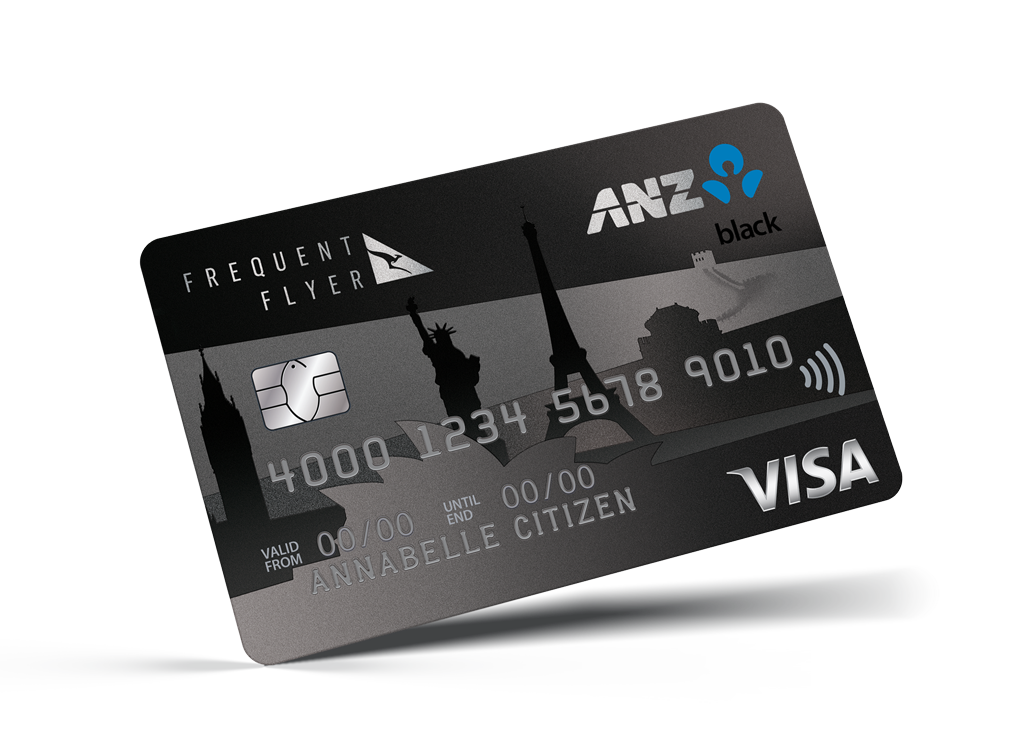 FREQUENT
FLYER
ANZ
black
4000 1234 5678 9010
VALID
FROM
00/00
UNTIL
END
00/00
ANNABELLE CITIZEN
VISA